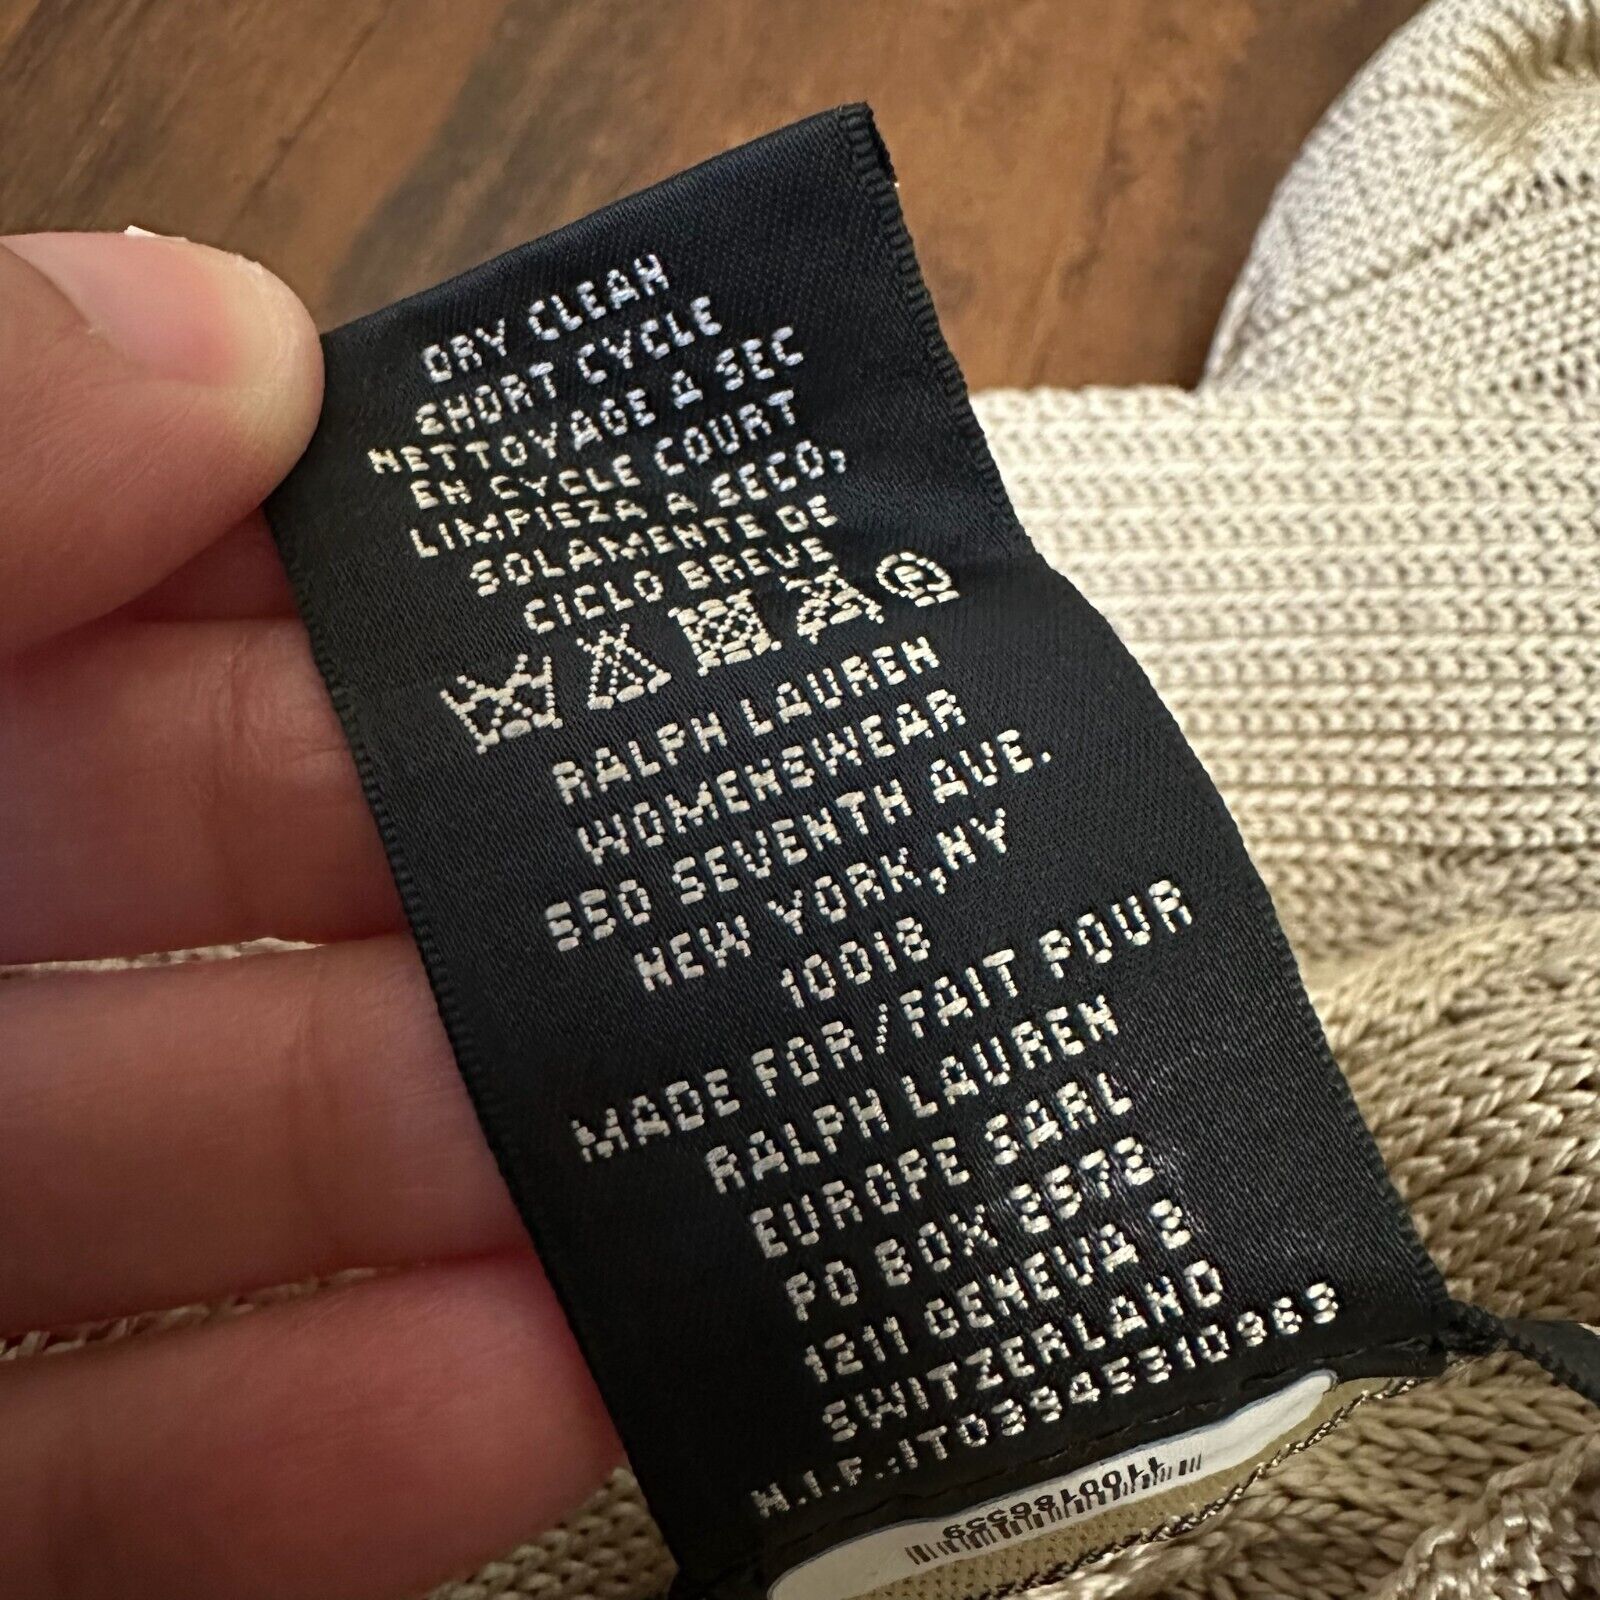 DRY CLEAN
SHORT CYCLE
NETTOYAGE A SEC
EN CYCLE COURT
LIMPIEZA A SECO,
SOLAMENTE DE
CICLO BREVE
P
RALPH LAUREN
WOMENSWEAR
550 SEVENTH AVE.
NEW YORK,NY
10018
MADE FOR/FAIT POUR
RALPH LAUREN
EUROPE SARL
PO BOX 2578
1211 GENEVA 2
SWITZERLAND
N.I.F.:IT03945310963